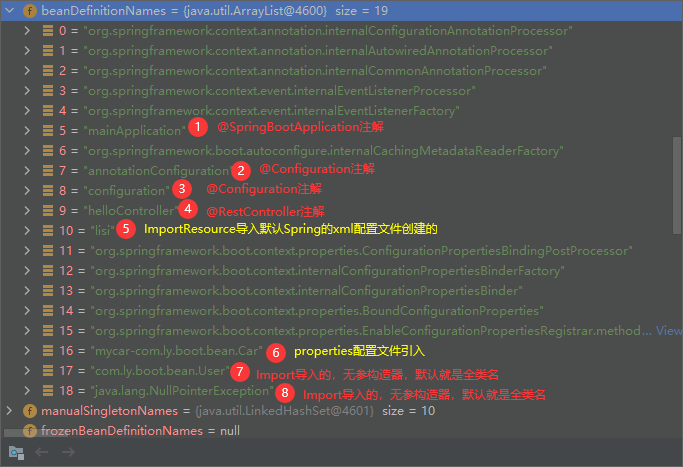 beanDefinitionNames = {java.util.ArrayList@4600} size = 19
0 = "org.springframework.context.annotation.internalConfigurationAnnotationProcessor"
1 = "org.springframework.context.annotation.internalAutowiredAnnotationProcessor"
2 = "org.springframework.context.annotation.internalCommonAnnotationProcessor"
3 = "org.springframework.context.event.internalEventListenerProcessor"
4 = "org.springframework.context.event.internalEventListenerFactory"
5 = "mainApplication" 1 @SpringBootApplication注解
6 = "org.springframework.boot.autoconfigure.internalCachingMetadataReaderFactory"
7 = "annotationConfiguration" 2 @Configuration注解
8 = "configuration" 3 @Configuration注解
9 = "helloController" 4 @RestController注解
10 = "lisi" 5 ImportResource导入默认Spring的xml配置文件创建的
11 = "org.springframework.boot.context.properties.ConfigurationPropertiesBindingPostProcessor"
12 = "org.springframework.boot.context.internalConfigurationPropertiesBinderFactory"
13 = "org.springframework.boot.context.internalConfigurationPropertiesBinder"
14 = "org.springframework.boot.context.properties.BoundConfigurationProperties"
15 = "org.springframework.boot.context.properties.EnableConfigurationPropertiesRegistrar.method... View
16 = "mycar-com.ly.boot.bean.Car" 6 properties配置文件引入
17 = "com.ly.boot.bean.User" 7 Import导入的，无参构造器，默认就是全类名
18 = "java.lang.NullPointerException" 8 Import导入的，无参构造器，默认就是全类名
manualSingletonNames = {java.util.LinkedHashSet@4601} size = 10
frozenBeanDefinitionNames = null